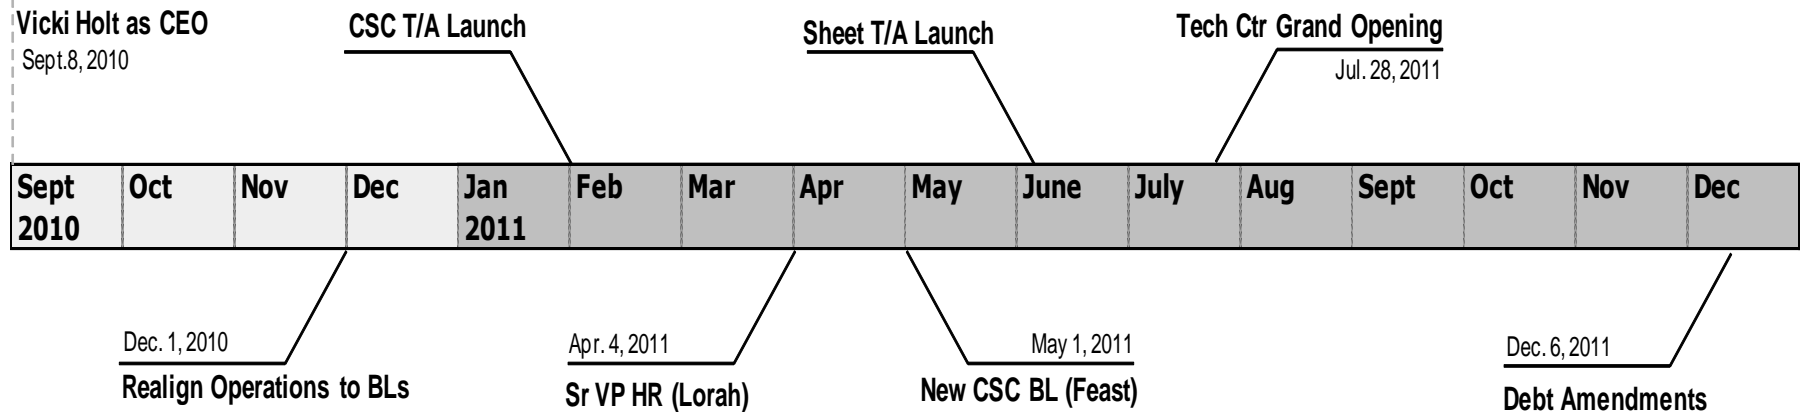 Vicki Holt as CEO
Sept.8, 2010
CSC T/A Launch
Sheet T/A Launch
Tech Ctr Grand Opening
Jul. 28, 2011
Sept Oct Nov Dec Jan Feb Mar Apr May June July Aug Sept Oct Nov Dec
2010 2011
Dec. 1, 2010
Realign Operations to BLs
Apr. 4, 2011
Sr VP HR (Lorah)
May 1, 2011
New CSC BL (Feast)
Dec. 6, 2011
Debt Amendments